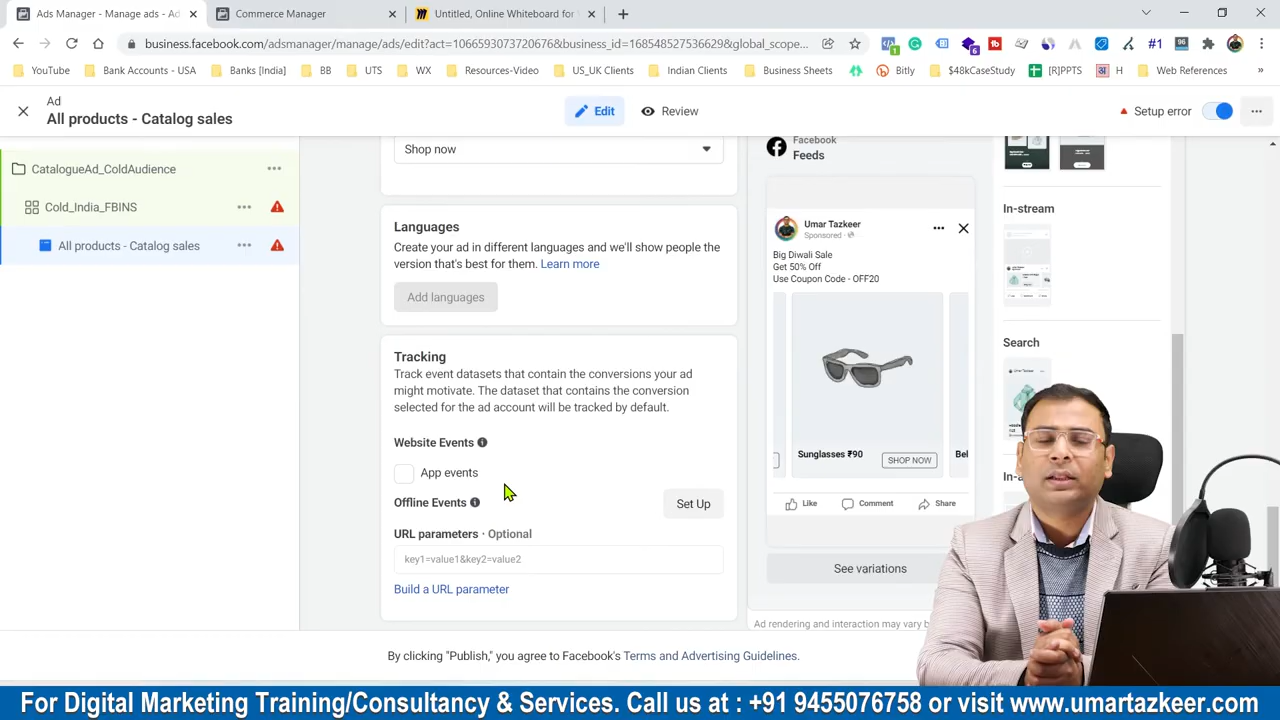 Ads Manager - Manage ads - Ad
Commerce Manager
Untitled, Online Whiteboard for
business.facebook.com/adsmanager/manage/ads/edit?act=106613073720676&business_id=168548527536629&global_scope...
1
6
96
#1
YouTube
Bank Accounts - USA
Banks [India]
BR
UTS
WX
Resources-Video
US_UK Clients
Indian Clients
Business Sheets
Bitly
$48kCaseStudy
[R]PPTS
H
Web References
Ad
All products - Catalog sales
Edit
Review
Setup error
CatalogueAd_ColdAudience
Cold_India_FBINS
All products - Catalog sales
Shop now
Languages
Create your ad in different languages and we'll show people the
version that's best for them. Learn more
Add languages
Tracking
Track event datasets that contain the conversions your ad
might motivate. The dataset that contains the conversion
selected for the ad account will be tracked by default.
Website Events
App events
Offline Events
Set Up
URL parameters · Optional
key1=value1&key2=value2
Build a URL parameter
Facebook
Feeds
Umar Tazkeer
Sponsored
Big Diwali Sale
Get 50% Off
Use Coupon Code - OFF20
Sunglasses ₹90
SHOP NOW
Bel
Like
Comment
Share
See variations
Ad rendering and interaction may vary b
In-stream
Search
In-a
By clicking "Publish," you agree to Facebook's Terms and Advertising Guidelines.
For Digital Marketing Training/Consultancy & Services. Call us at : +91 9455076758 or visit www.umartazkeer.com